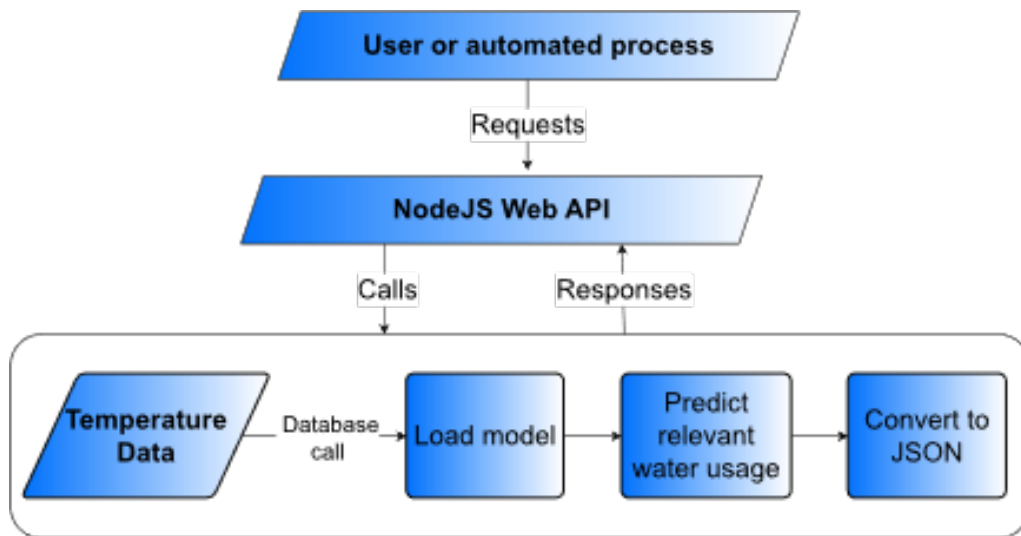 User or automated process
Requests
NodeJS Web API
Calls
Responses
Temperature
Data
Database
call
Load model
Predict
relevant
water usage
Convert to
JSON